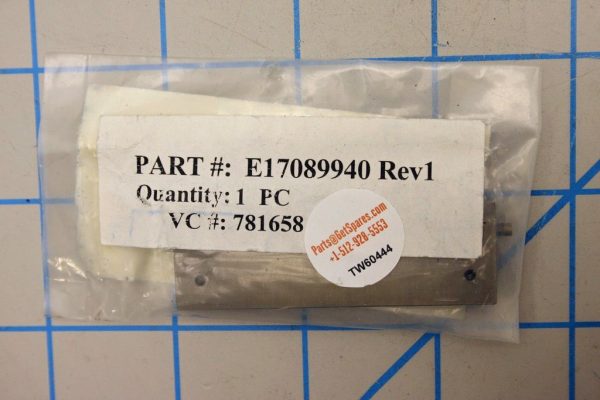 PART #: E17089940 Rev1
Quantity: 1 PC
VC #: 781658
Parts@GetSpares.com
+1-512-928-5553
TW60444